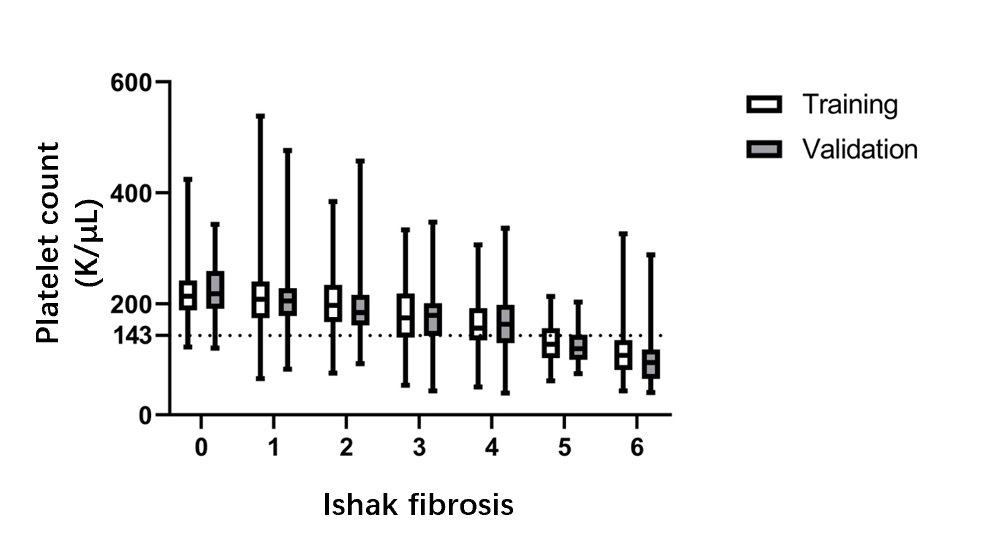 Platelet count
(K/μL)
600
400
200
143
0
0 1 2 3 4 5 6
Ishak fibrosis
Training
Validation